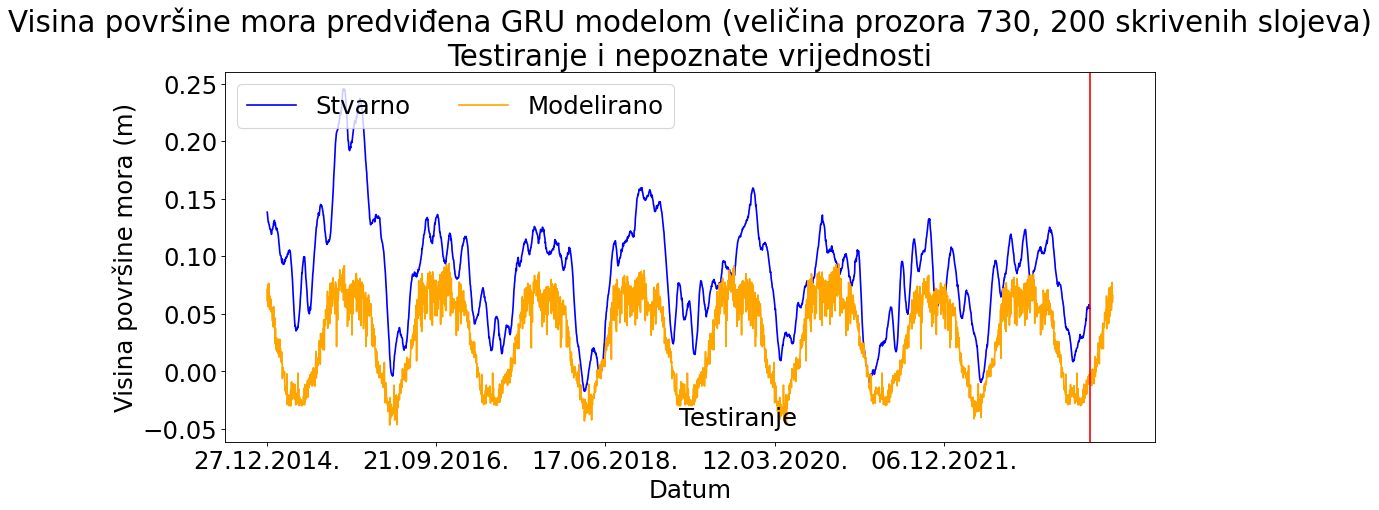 Visina površine mora predviđena GRU modelom (veličina prozora 730, 200 skrivenih slojeva)
Testiranje i nepoznate vrijednosti
Stvarno
Modelirano
Visina površine mora (m)
0.25
0.20
0.15
0.10
0.05
0.00
−0.05
Testiranje
27.12.2014.
21.09.2016.
17.06.2018.
12.03.2020.
06.12.2021.
Datum